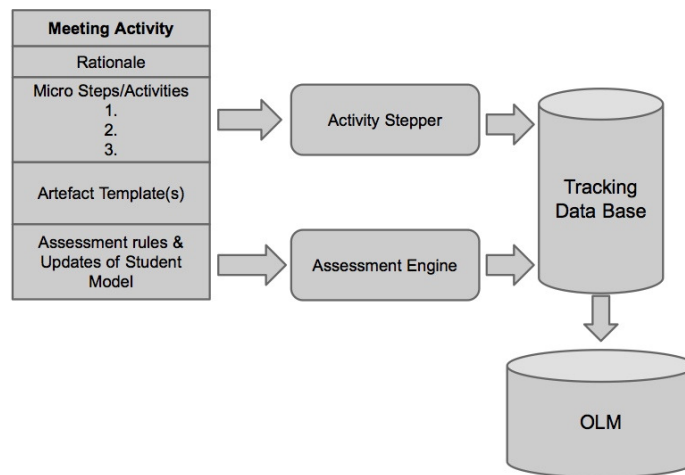 Meeting Activity
Rationale
Micro Steps/Activities
1.
2.
3.
Artefact Template(s)
Assessment rules &
Updates of Student
Model
Activity Stepper
Assessment Engine
Tracking
Data Base
OLM